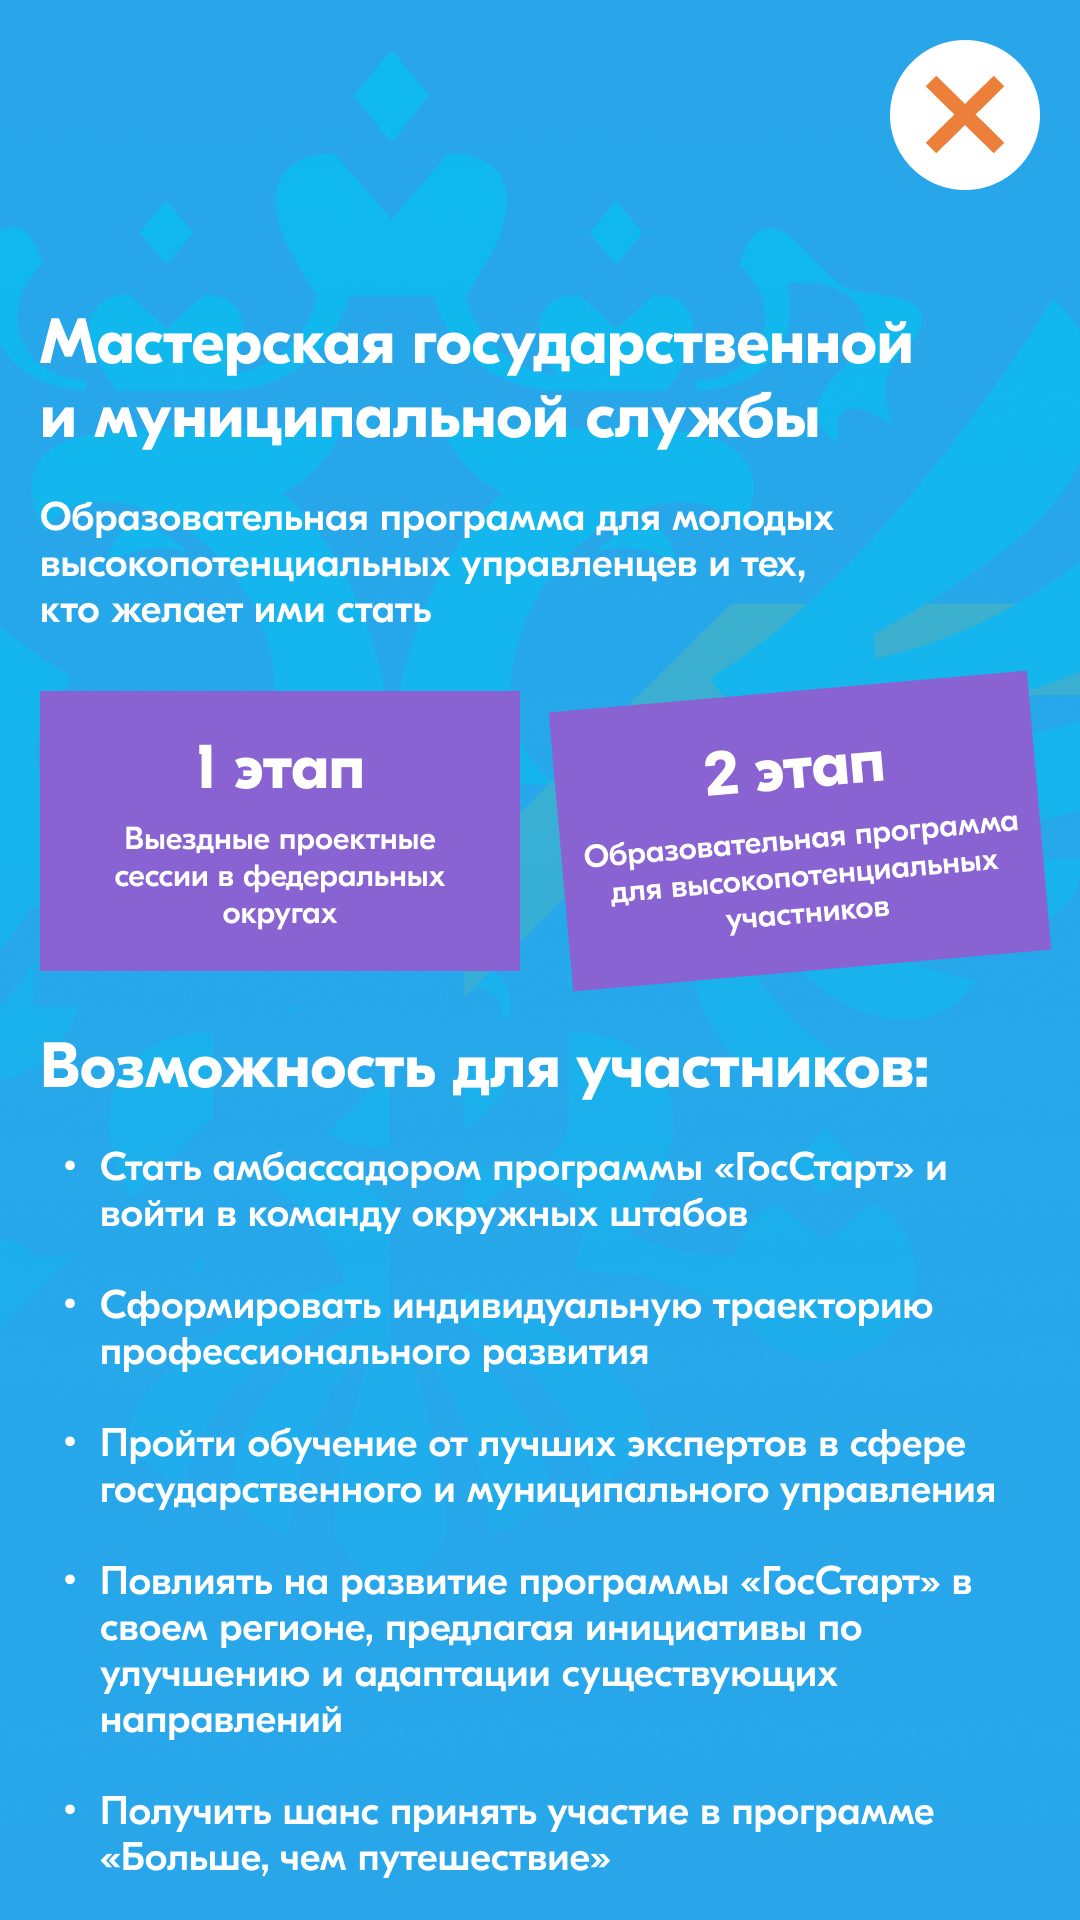 Мастерская государственной
и муниципальной службы
Образовательная программа для молодых
высокопотенциальных управленцев и тех,
кто желает ими стать
1 этап
Выездные проектные
сессии в федеральных
округах
2 этап
Образовательная программа
для высокопотенциальных
участников
Возможность для участников:
• Стать амбассадором программы «ГосСтарт» и
войти в команду окружных штабов
• Сформировать индивидуальную траекторию
профессионального развития
• Пройти обучение от лучших экспертов в сфере
государственного и муниципального управления
• Повлиять на развитие программы «ГосСтарт» в
своем регионе, предлагая инициативы по
улучшению и адаптации существующих
направлений
• Получить шанс принять участие в программе
«Больше, чем путешествие»